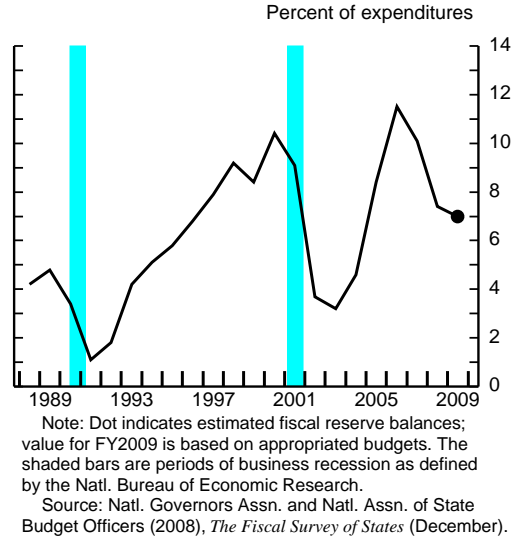 Percent of expenditures
14
12
10
8
6
4
2
0
1989 1993 1997 2001 2005 2009
Note: Dot indicates estimated fiscal reserve balances;
value for FY2009 is based on appropriated budgets. The
shaded bars are periods of business recession as defined
by the Natl. Bureau of Economic Research.
Source: Natl. Governors Assn. and Natl. Assn. of State
Budget Officers (2008), The Fiscal Survey of States (December).